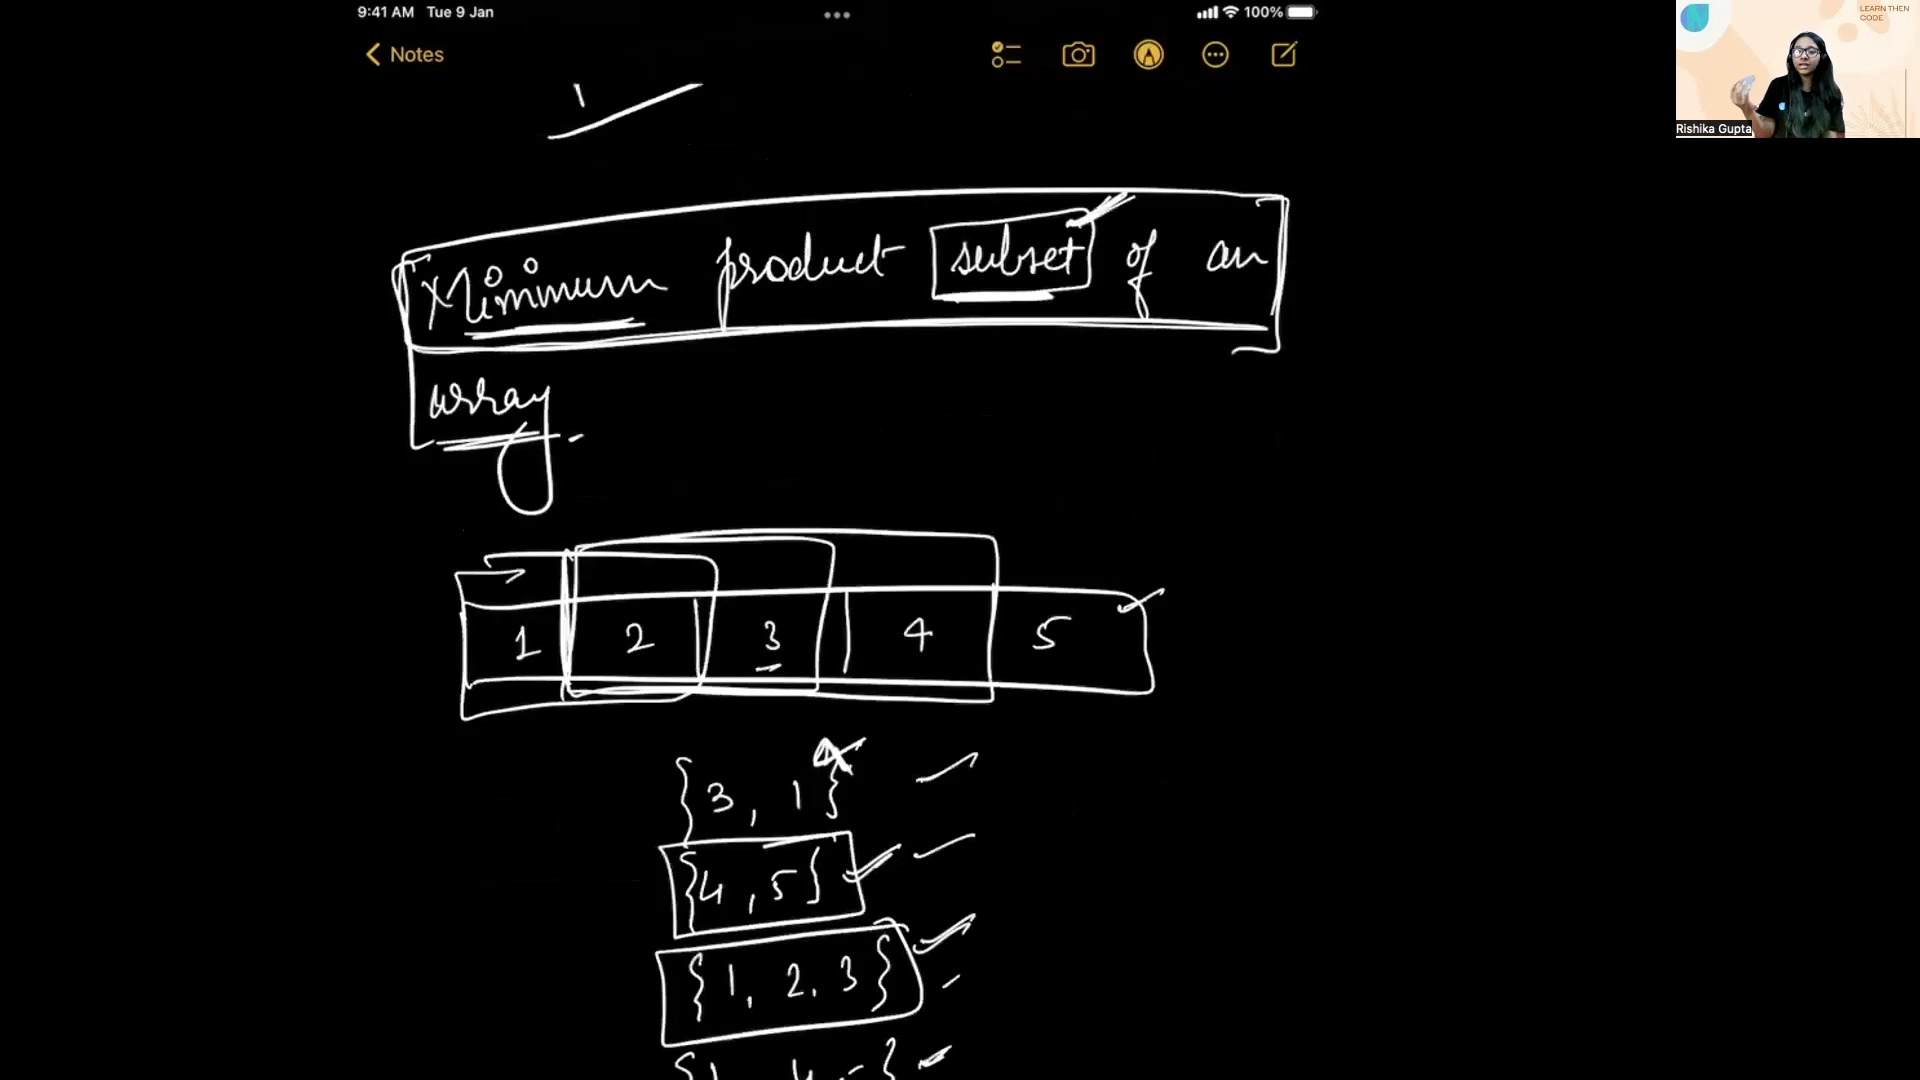 9:41 AM Tue 9 Jan
100%
Notes
LEARN THEN
CODE
Rishika Gupta
Minimum product subset of an
array.
1 2 3 4 5
{3, 1}
{4, 5}
{1, 2, 3}